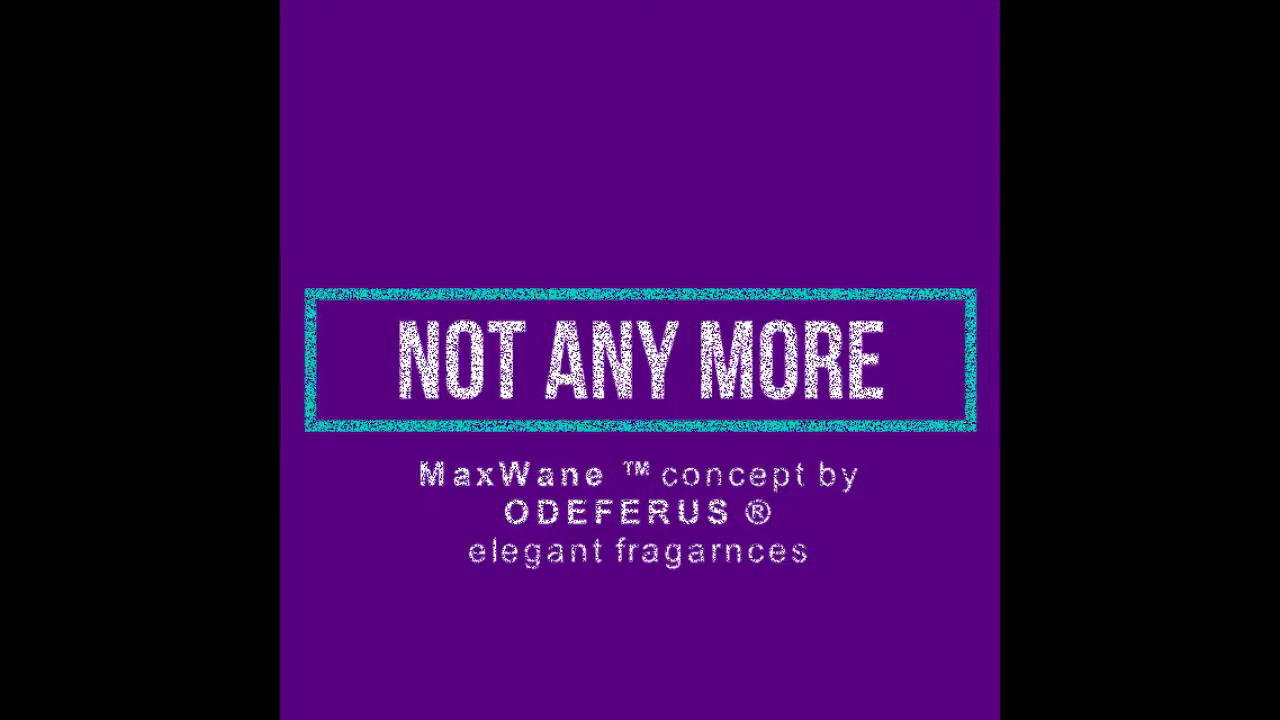 NOT ANY MORE
MaxWane ™ concept by
ODEFERUS ®
elegant fragarnces